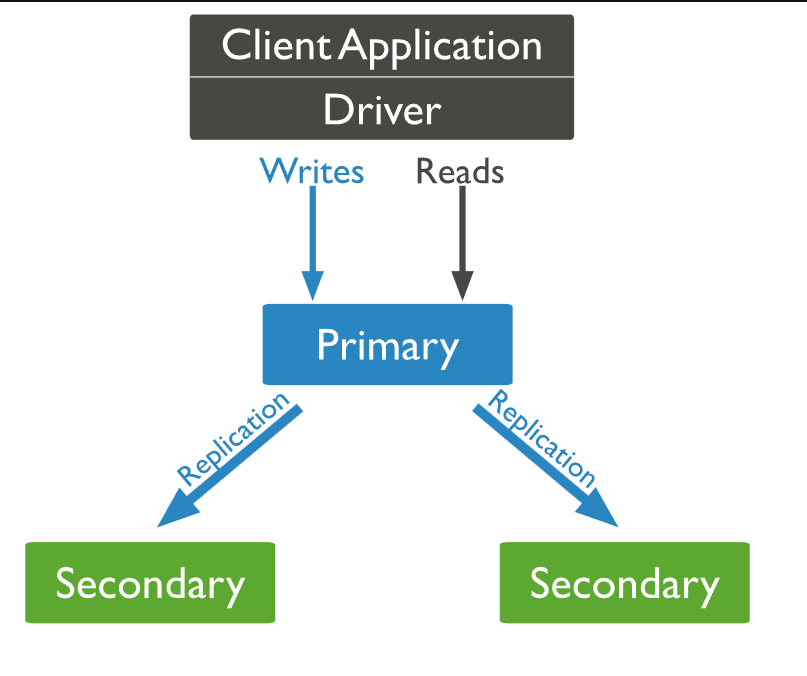 Client Application
Driver
Writes
Reads
Primary
Replication
Replication
Secondary
Secondary